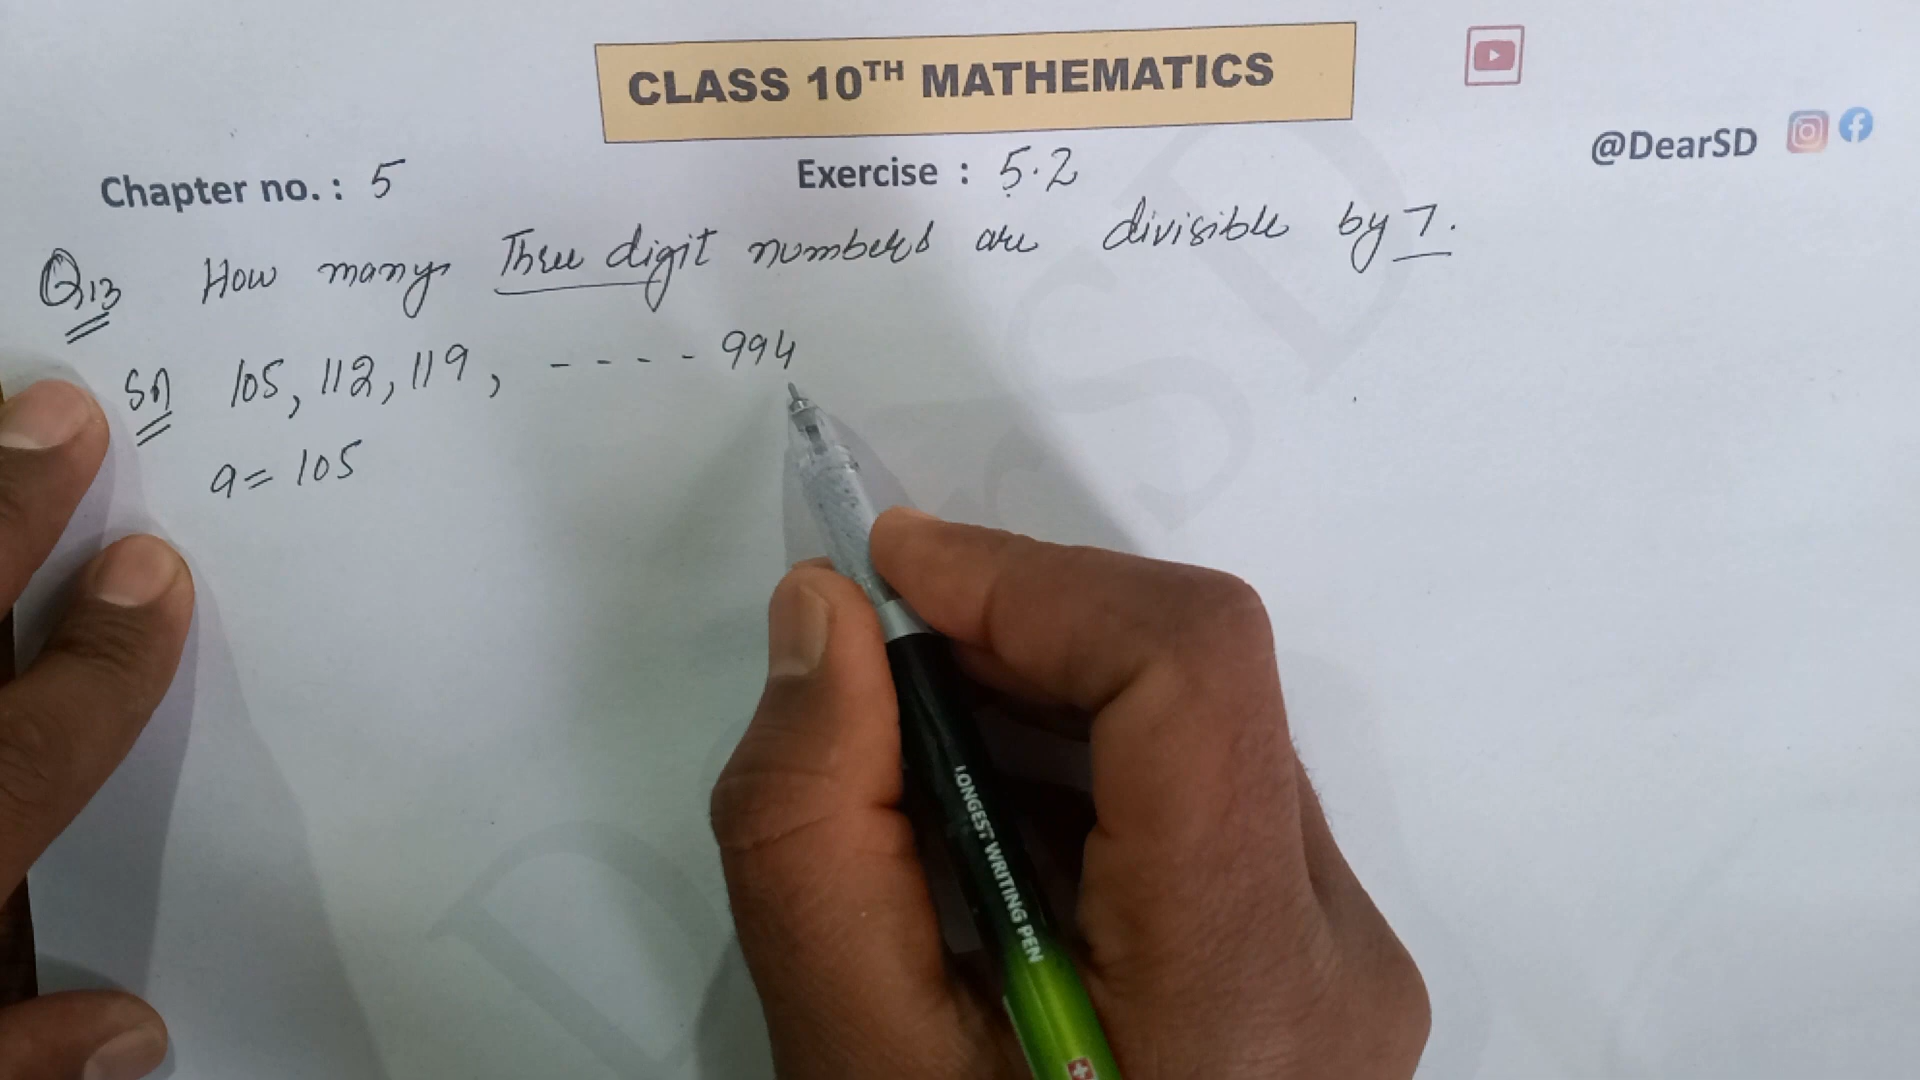 CLASS 10TH MATHEMATICS
@DearSD
Chapter no. : 5 Exercise : 5.2
Q13 How many Three digit numbers are divisible by 7.
Sol 105, 112, 119, ---- 994
a = 105
LONGEST WRITING PEN